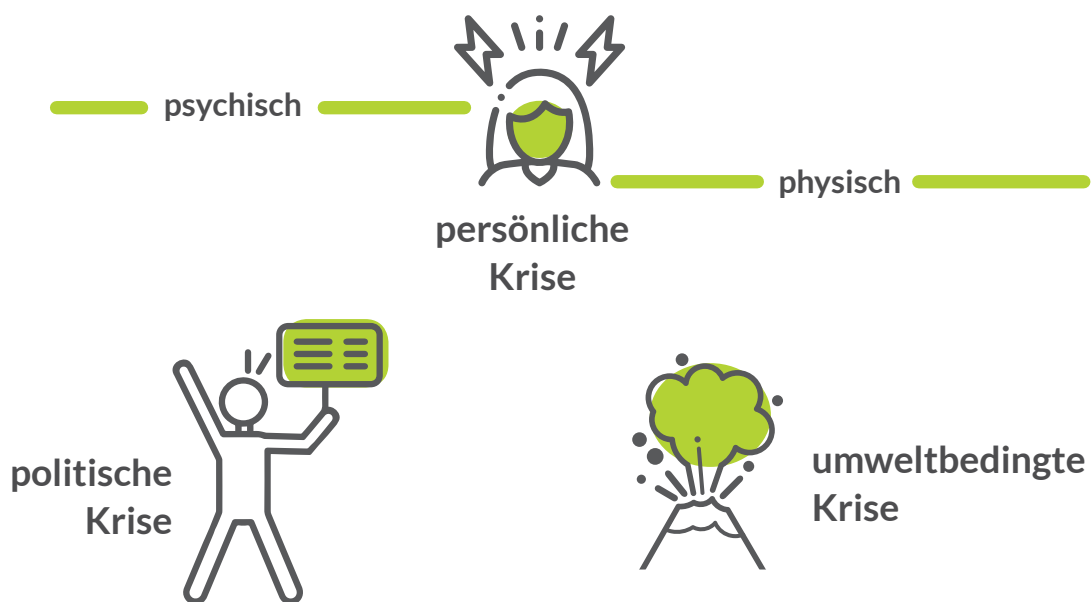 psychisch
physisch
persönliche
Krise
politische
Krise
umweltbedingte
Krise